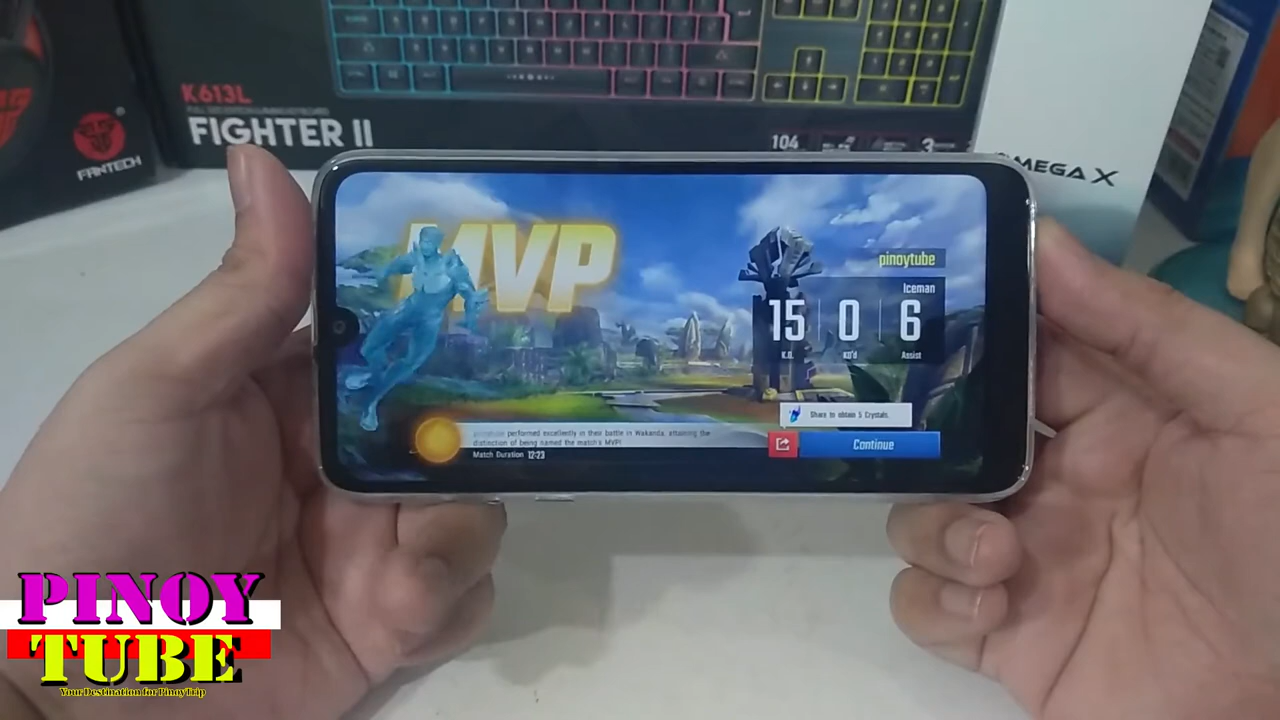 K613L
FIGHTER II
FANTECH
104
3
OMEGA X
MVP
pinoytube
Iceman
15 0 6
K.O. KO'd Assist
Share to obtain 5 Crystals.
performed excellently in their battle in Wakanda, attaining the
distinction of being named the match's MVP!
Match Duration 12:23
Continue
PINOY
TUBE
Your Destination for PinoyTrip